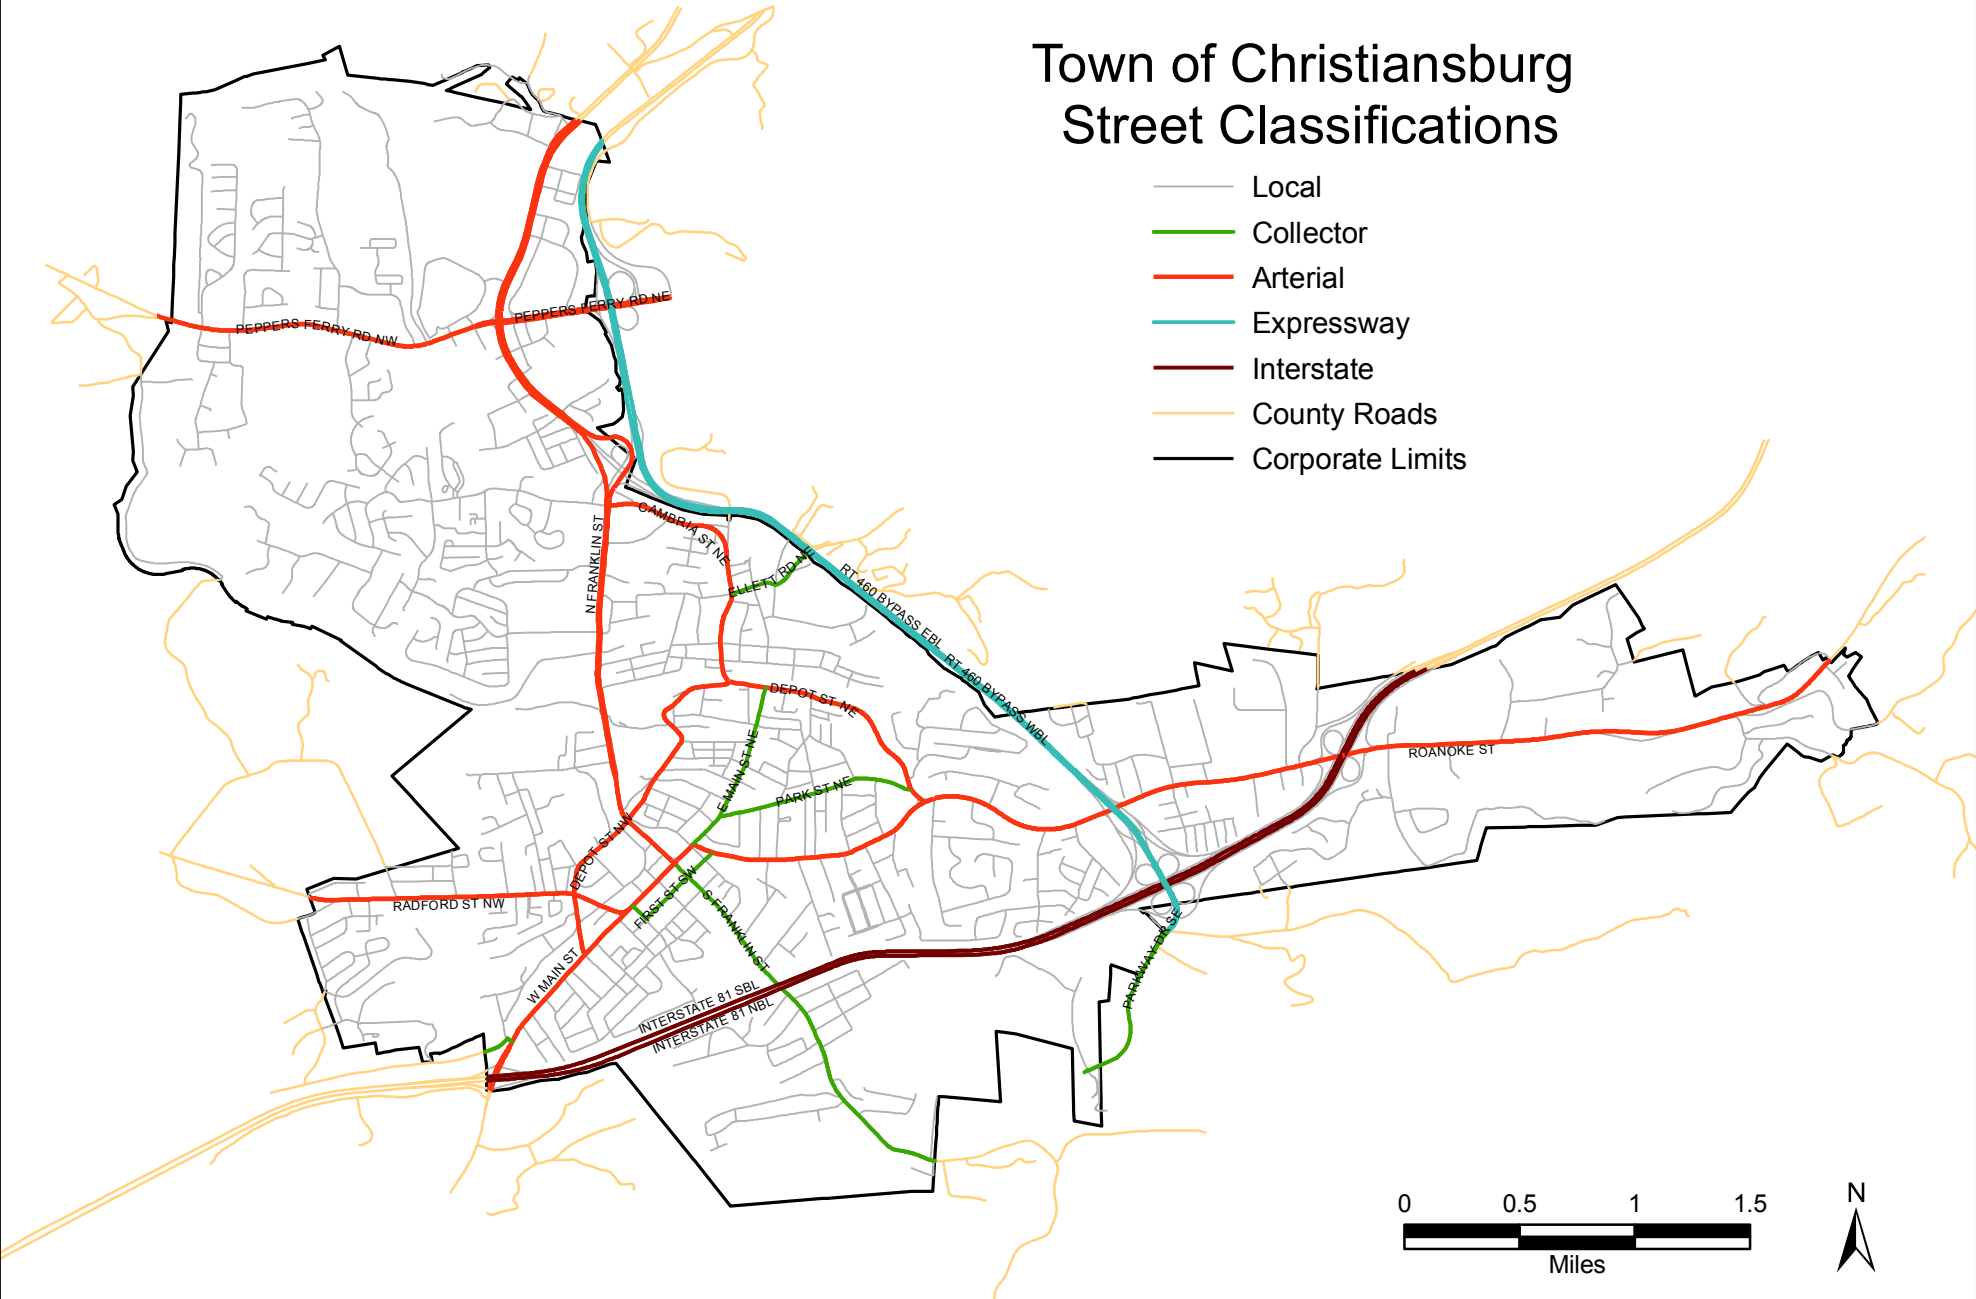 Town of Christiansburg
Street Classifications
Local
Collector
Arterial
Expressway
Interstate
County Roads
Corporate Limits
PEPPERS FERRY RD NW
PEPPERS FERRY RD NE
CAMBRIA ST NE
N FRANKLIN ST
ELLETT RD NE
RT 460 BYPASS EBL
RT 460 BYPASS WBL
DEPOT ST NE
E MAIN ST NE
PARK ST NE
ROANOKE ST
DEPOT ST NW
RADFORD ST NW
FIRST ST SW
S FRANKLIN ST
W MAIN ST
PARKWAY DR SE
INTERSTATE 81 SBL
INTERSTATE 81 NBL
0 0.5 1 1.5
Miles
N